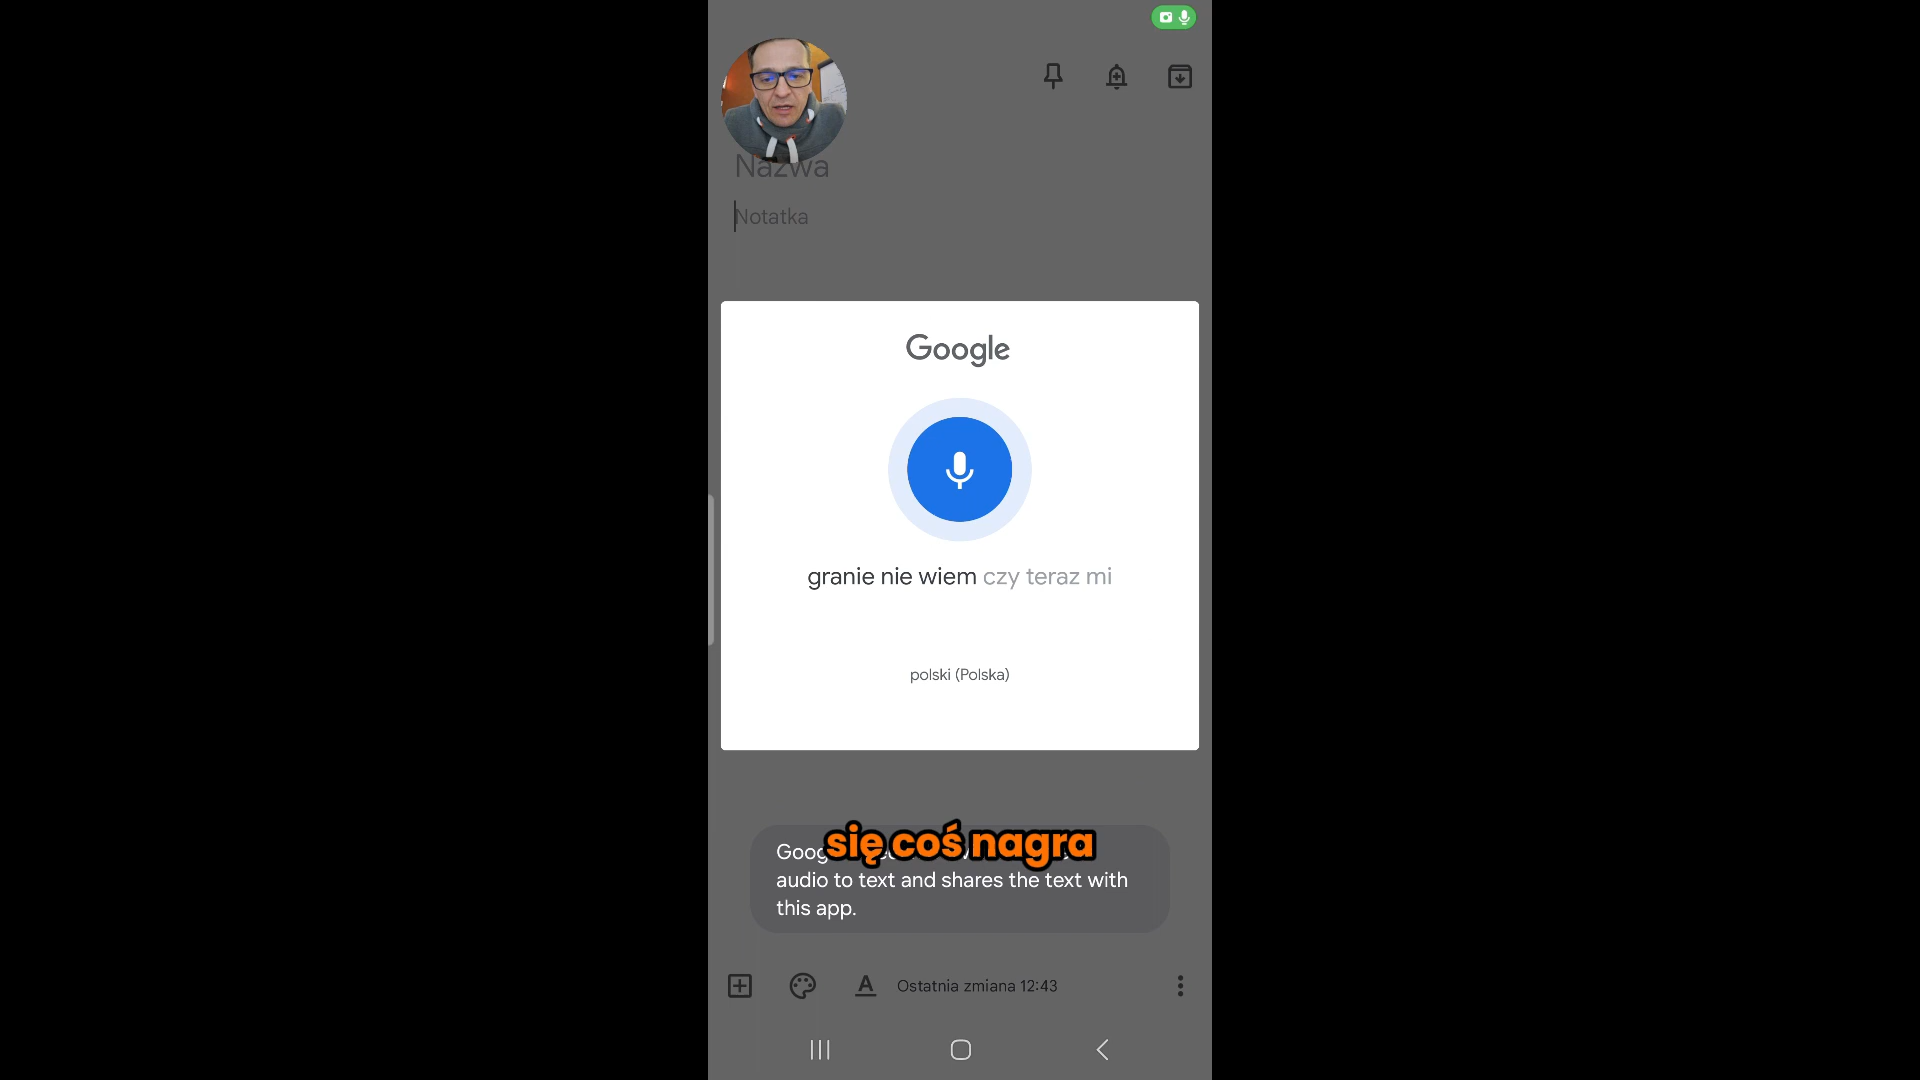 Nazwa
Notatka
Google
granie nie wiem czy teraz mi
polski (Polska)
się coś nagra
audio to text and shares the text with
this app.
Ostatnia zmiana 12:43